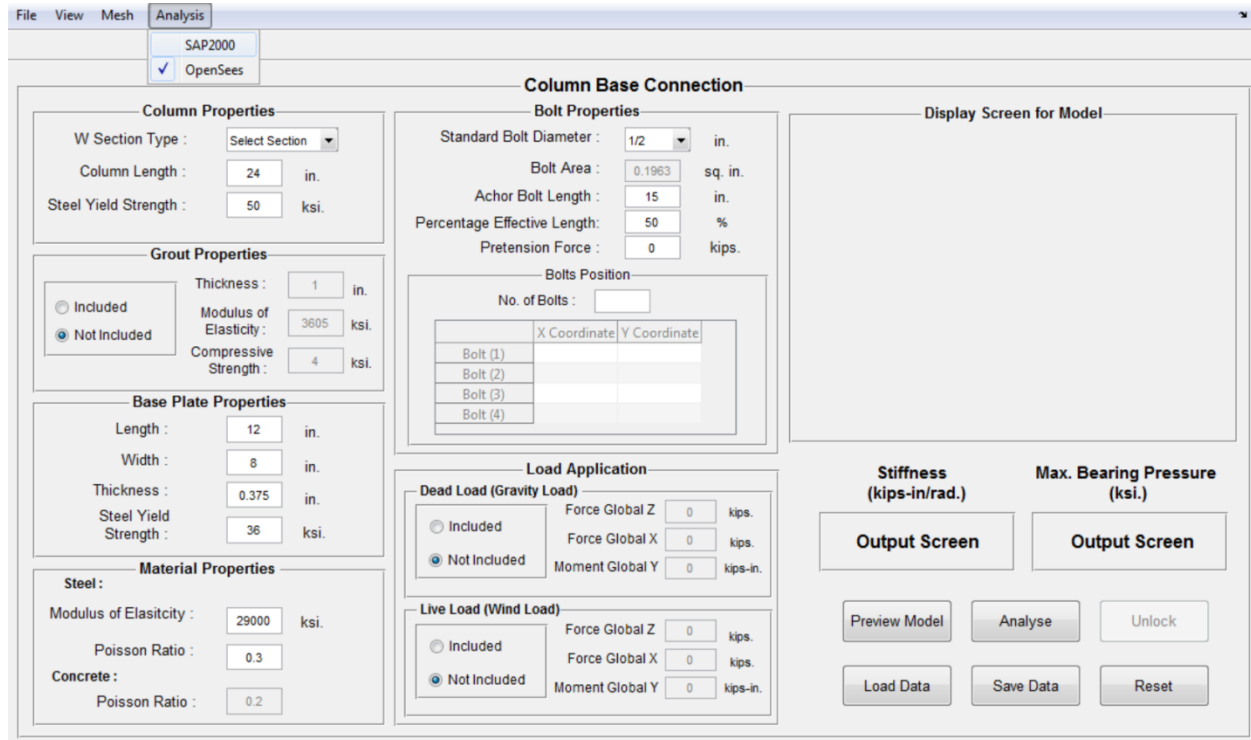 File View Mesh Analysis
SAP2000
OpenSees
Column Base Connection
Column Properties
W Section Type : Select Section
Column Length : 24 in.
Steel Yield Strength : 50 ksi.
Grout Properties
Included
Not Included
Thickness : 1 in.
Modulus of
Elasticity : 3605 ksi.
Compressive
Strength : 4 ksi.
Base Plate Properties
Length : 12 in.
Width : 8 in.
Thickness : 0.375 in.
Steel Yield
Strength : 36 ksi.
Material Properties
Steel :
Modulus of Elasitcity : 29000 ksi.
Poisson Ratio : 0.3
Concrete :
Poisson Ratio : 0.2
Bolt Properties
Standard Bolt Diameter : 1/2 in.
Bolt Area : 0.1963 sq. in.
Achor Bolt Length : 15 in.
Percentage Effective Length: 50 %
Pretension Force : 0 kips.
Bolts Position
No. of Bolts :
X Coordinate Y Coordinate
Bolt (1)
Bolt (2)
Bolt (3)
Bolt (4)
Load Application
Dead Load (Gravity Load)
Included
Not Included
Force Global Z 0 kips.
Force Global X 0 kips.
Moment Global Y 0 kips-in.
Live Load (Wind Load)
Included
Not Included
Force Global Z 0 kips.
Force Global X 0 kips.
Moment Global Y 0 kips-in.
Display Screen for Model
Stiffness
(kips-in/rad.)
Output Screen
Max. Bearing Pressure
(ksi.)
Output Screen
Preview Model Analyse Unlock
Load Data Save Data Reset